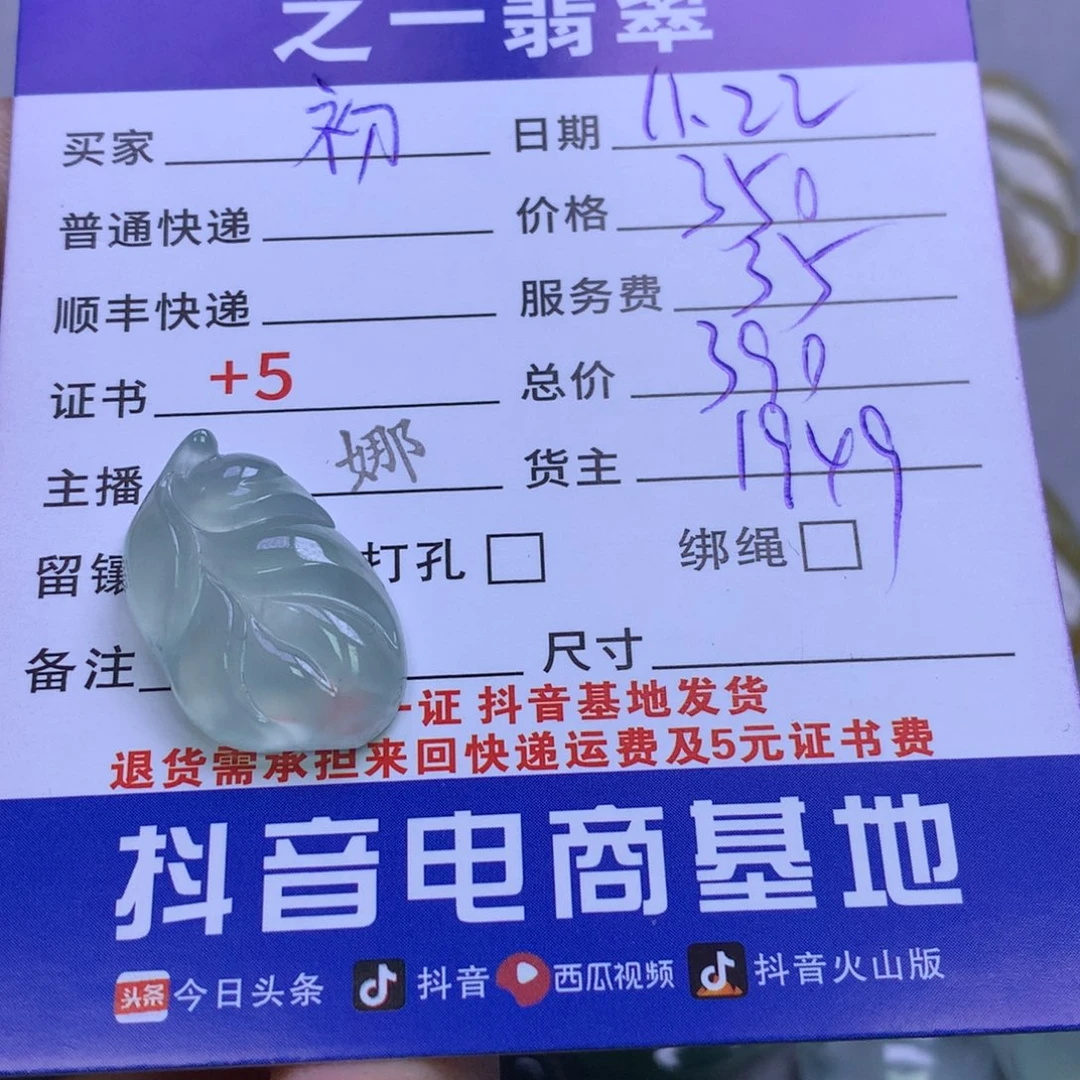 之一翡翠
买家 初 日期 11.22
普通快递 价格 350
顺丰快递 服务费 35
证书 +5 总价 390
主播 娜 货主 1949
留镶 打孔 绑绳
备注 尺寸
一证 抖音基地发货
退货需承担来回快递运费及5元证书费
抖音电商基地
头条 今日头条 抖音 西瓜视频 抖音火山版